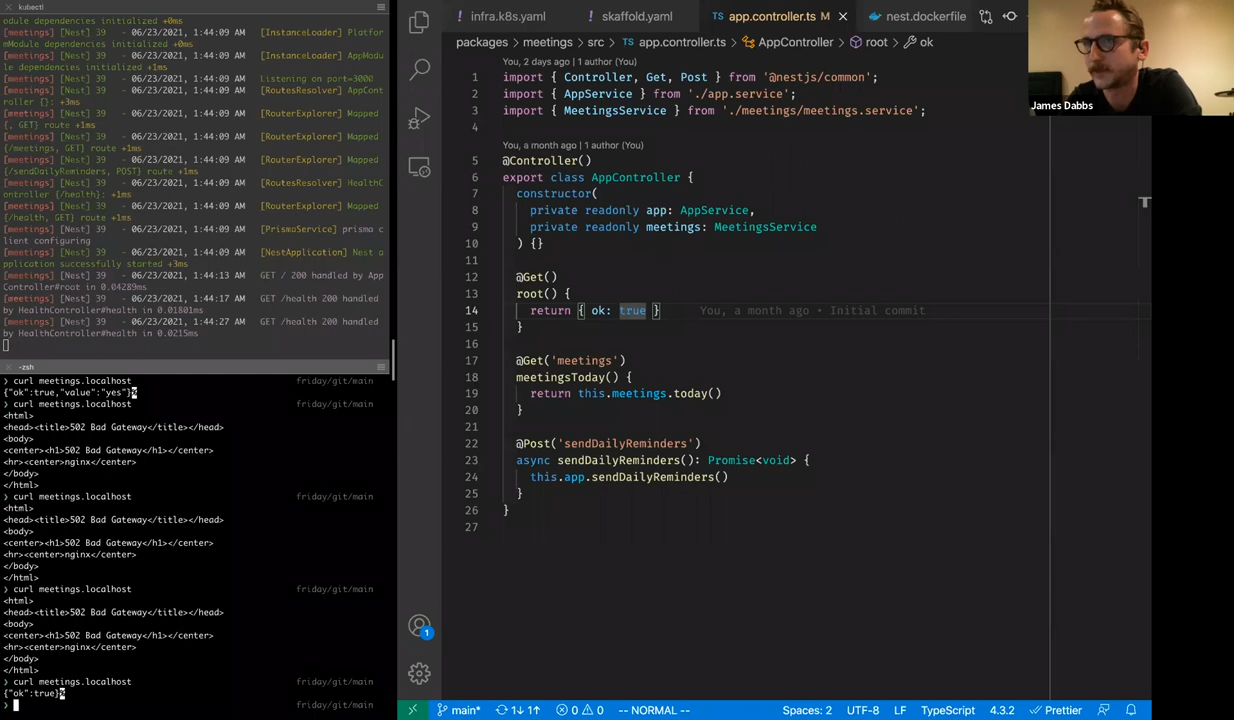 kubectl
odule dependencies initialized +0ms
[meetings] [Nest] 39 - 06/23/2021, 1:44:09 AM [InstanceLoader] Platfor
mModule dependencies initialized +0ms
[meetings] [Nest] 39 - 06/23/2021, 1:44:09 AM [InstanceLoader] AppModu
le dependencies initialized +1ms
[meetings] [Nest] 39 - 06/23/2021, 1:44:09 AM listening on port=3000
[meetings] [Nest] 39 - 06/23/2021, 1:44:09 AM [RoutesResolver] AppCont
roller {}: +3ms
[meetings] [Nest] 39 - 06/23/2021, 1:44:09 AM [RouterExplorer] Mapped
{, GET} route +1ms
[meetings] [Nest] 39 - 06/23/2021, 1:44:09 AM [RouterExplorer] Mapped
{/meetings, GET} route +1ms
[meetings] [Nest] 39 - 06/23/2021, 1:44:09 AM [RouterExplorer] Mapped
{/sendDailyReminders, POST} route +1ms
[meetings] [Nest] 39 - 06/23/2021, 1:44:09 AM [RoutesResolver] HealthC
ontroller {/health}: +1ms
[meetings] [Nest] 39 - 06/23/2021, 1:44:09 AM [RouterExplorer] Mapped
{/health, GET} route +1ms
[meetings] [Nest] 39 - 06/23/2021, 1:44:09 AM [PrismaService] prisma c
lient configuring
[meetings] [Nest] 39 - 06/23/2021, 1:44:09 AM [NestApplication] Nest a
pplication successfully started +3ms
[meetings] [Nest] 39 - 06/23/2021, 1:44:13 AM GET / 200 handled by App
Controller#root in 0.04289ms
[meetings] [Nest] 39 - 06/23/2021, 1:44:17 AM GET /health 200 handled
by HealthController#health in 0.01801ms
[meetings] [Nest] 39 - 06/23/2021, 1:44:27 AM GET /health 200 handled
by HealthController#health in 0.0215ms
-zsh
❯ curl meetings.localhost friday/git/main
{"ok":true,"value":"yes"}%
❯ curl meetings.localhost friday/git/main
<html>
<head><title>502 Bad Gateway</title></head>
<body>
<center><h1>502 Bad Gateway</h1></center>
<hr><center>nginx</center>
</body>
</html>
❯ curl meetings.localhost friday/git/main
<html>
<head><title>502 Bad Gateway</title></head>
<body>
<center><h1>502 Bad Gateway</h1></center>
<hr><center>nginx</center>
</body>
</html>
❯ curl meetings.localhost friday/git/main
<html>
<head><title>502 Bad Gateway</title></head>
<body>
<center><h1>502 Bad Gateway</h1></center>
<hr><center>nginx</center>
</body>
</html>
❯ curl meetings.localhost friday/git/main
{"ok":true}%
❯ friday/git/main
infra.k8s.yaml skaffold.yaml app.controller.ts M nest.dockerfile
packages > meetings > src > app.controller.ts > AppController > root > ok
You, 2 days ago | 1 author (You)
1 import { Controller, Get, Post } from '@nestjs/common';
2 import { AppService } from './app.service';
3 import { MeetingsService } from './meetings/meetings.service';
4
You, a month ago | 1 author (You)
5 @Controller()
6 export class AppController {
7 constructor(
8 private readonly app: AppService,
9 private readonly meetings: MeetingsService
10 ) {}
11
12 @Get()
13 root() {
14 return { ok: true } You, a month ago • Initial commit
15 }
16
17 @Get('meetings')
18 meetingsToday() {
19 return this.meetings.today()
20 }
21
22 @Post('sendDailyReminders')
23 async sendDailyReminders(): Promise<void> {
24 this.app.sendDailyReminders()
25 }
26 }
27
James Dabbs
1
main* 1↓ 1↑ 0 0 -- NORMAL -- Spaces: 2 UTF-8 LF TypeScript 4.3.2 Prettier